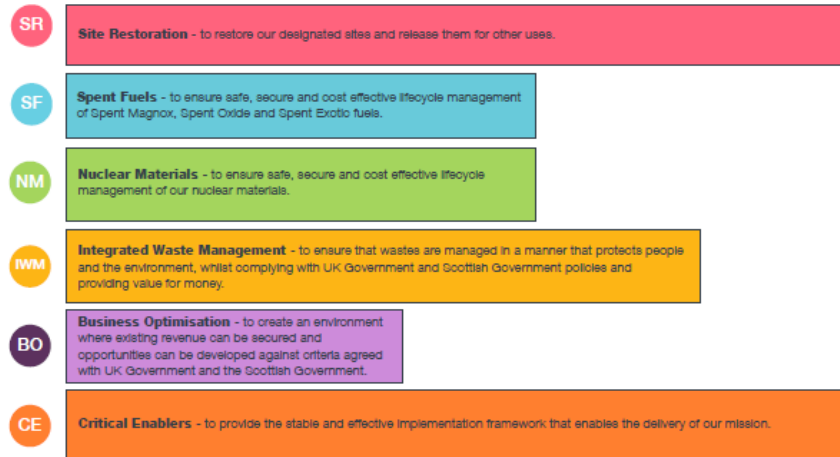 SR
Site Restoration - to restore our designated sites and release them for other uses.
SF
Spent Fuels - to ensure safe, secure and cost effective lifecycle management
of Spent Magnox, Spent Oxide and Spent Exotic fuels.
NM
Nuclear Materials - to ensure safe, secure and cost effective lifecycle
management of our nuclear materials.
IWM
Integrated Waste Management - to ensure that wastes are managed in a manner that protects people
and the environment, whilst complying with UK Government and Scottish Government policies and
providing value for money.
BO
Business Optimisation - to create an environment
where existing revenue can be secured and
opportunities can be developed against criteria agreed
with UK Government and the Scottish Government.
CE
Critical Enablers - to provide the stable and effective implementation framework that enables the delivery of our mission.